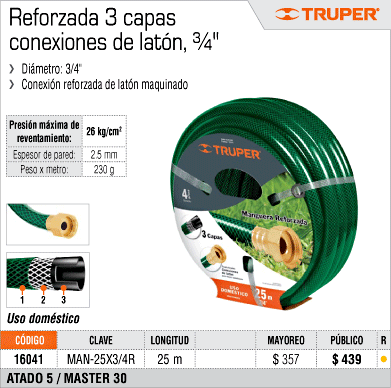 Reforzada 3 capas
conexiones de latón, ¾"
TRUPER®
❯ Diámetro: 3/4"
❯ Conexión reforzada de latón maquinado
Presión máxima de reventamiento: 26 kg/cm²
Espesor de pared: 2.5 mm
Peso x metro: 230 g
TRUPER
Manguera Reforzada
3 Capas
USO
DOMÉSTICO
25m
1 2 3
Uso doméstico
CÓDIGO CLAVE LONGITUD MAYOREO PÚBLICO R
16041 MAN-25X3/4R 25 m $ 357 $ 439
ATADO 5 / MASTER 30